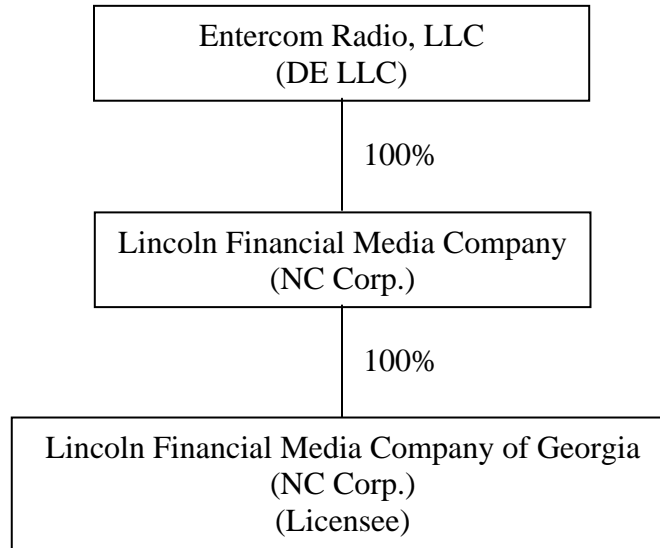 Entercom Radio, LLC
(DE LLC)
100%
Lincoln Financial Media Company
(NC Corp.)
100%
Lincoln Financial Media Company of Georgia
(NC Corp.)
(Licensee)